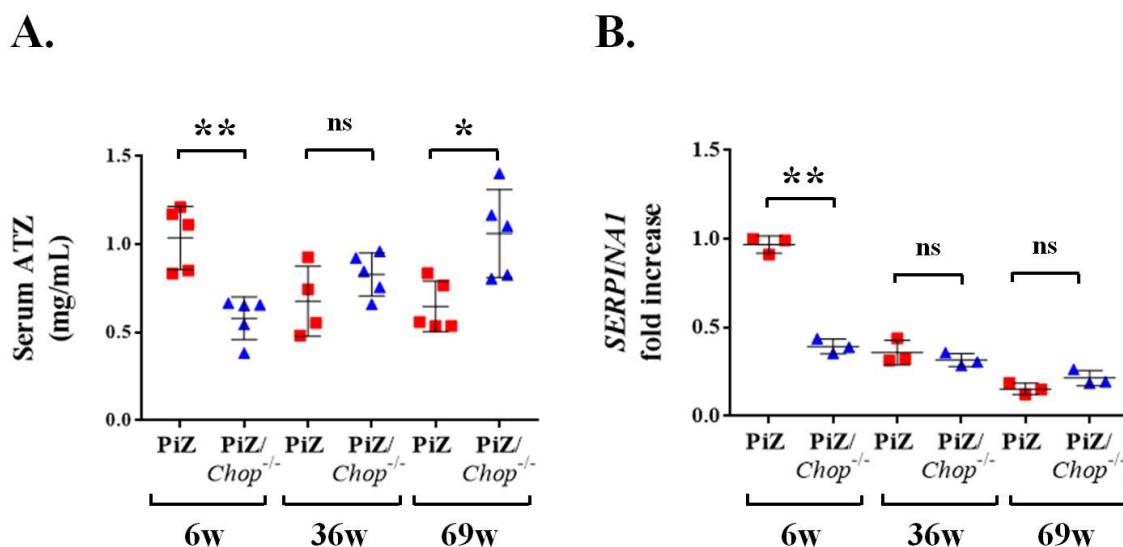 A.
** ns *
Serum ATZ
(mg/mL)
1.5
1.0
0.5
0.0
PiZ PiZ/ PiZ PiZ/ PiZ PiZ/
Chop-/- Chop-/- Chop-/-
6w 36w 69w
B.
** ns ns
SERPINA1
fold increase
1.5
1.0
0.5
0.0
PiZ PiZ/ PiZ PiZ/ PiZ PiZ/
Chop-/- Chop-/- Chop-/-
6w 36w 69w